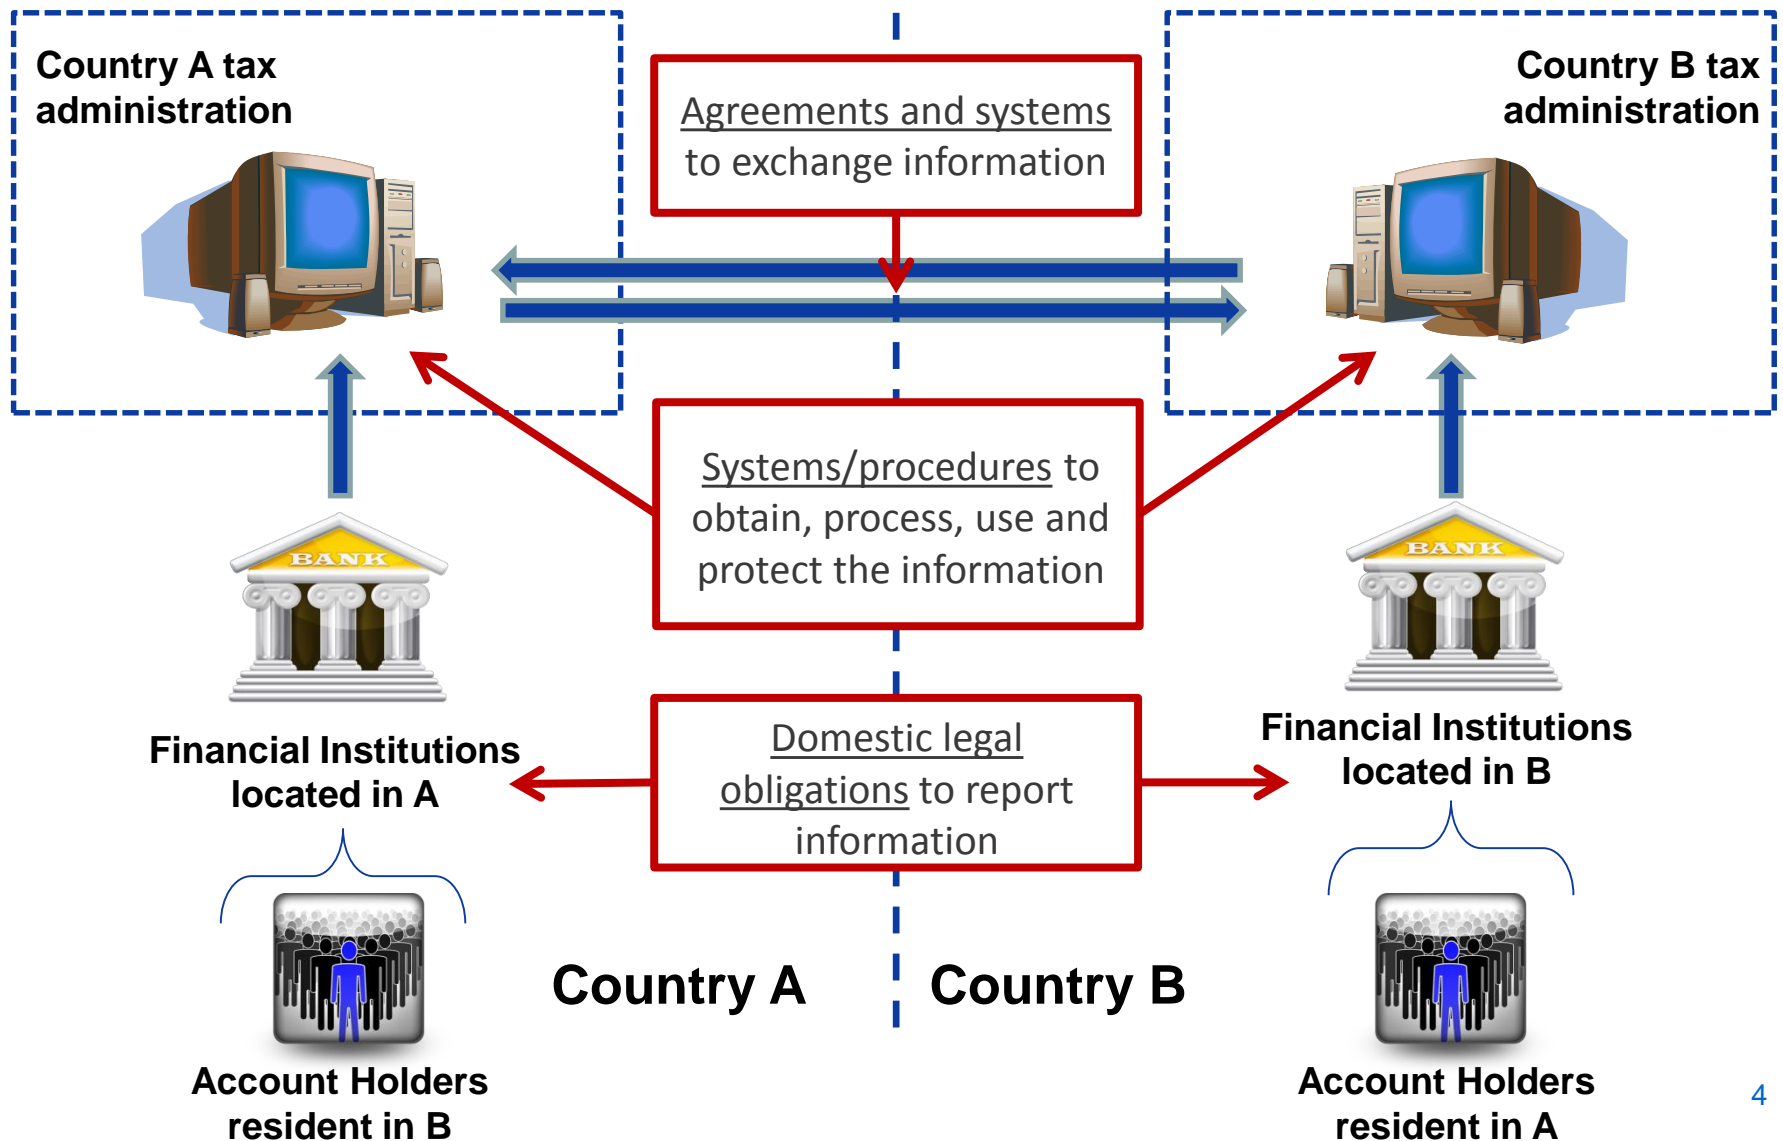 Country A tax
administration
Agreements and systems
to exchange information
Country B tax
administration
Systems/procedures to
obtain, process, use and
protect the information
BANK
BANK
Financial Institutions
located in A
Domestic legal
obligations to report
information
Financial Institutions
located in B
Country A
Country B
Account Holders
resident in B
Account Holders
resident in A
4